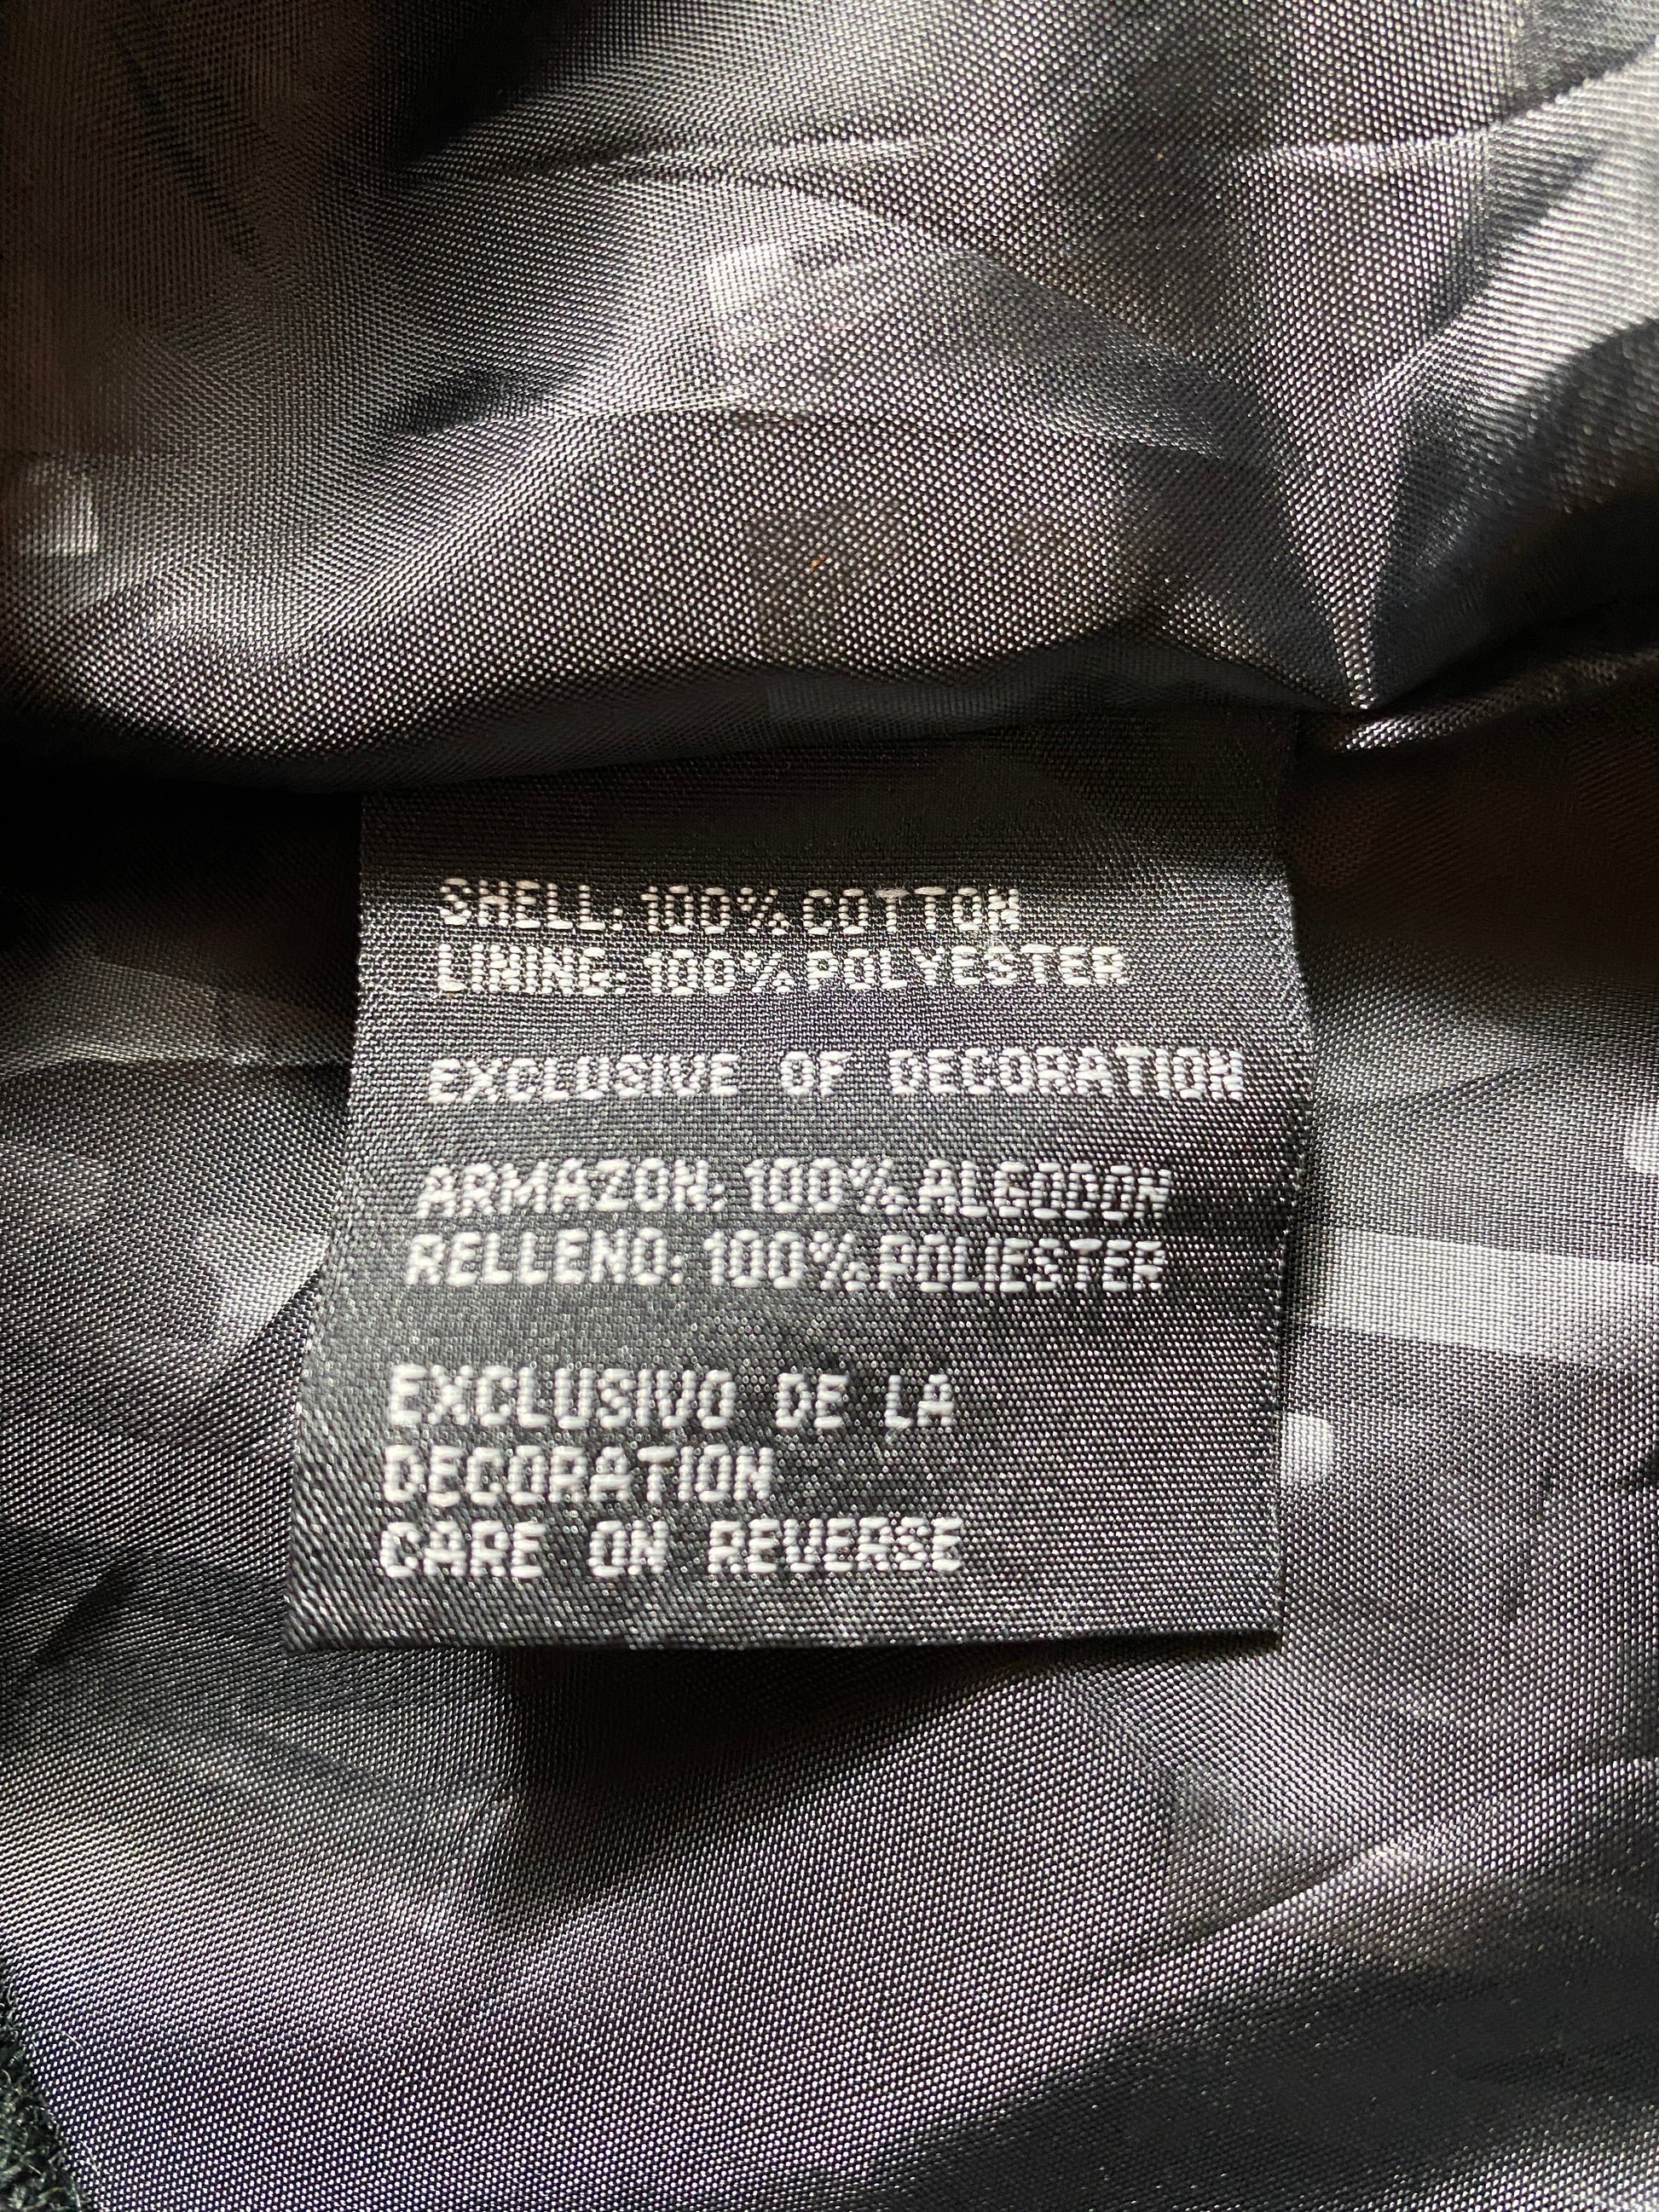 SHELL: 100% COTTON
LINING: 100% POLYESTER
EXCLUSIVE OF DECORATION
ARMAZON: 100% ALGODON
RELLENO: 100% POLIESTER
EXCLUSIVO DE LA
DECORATION
CARE ON REVERSE